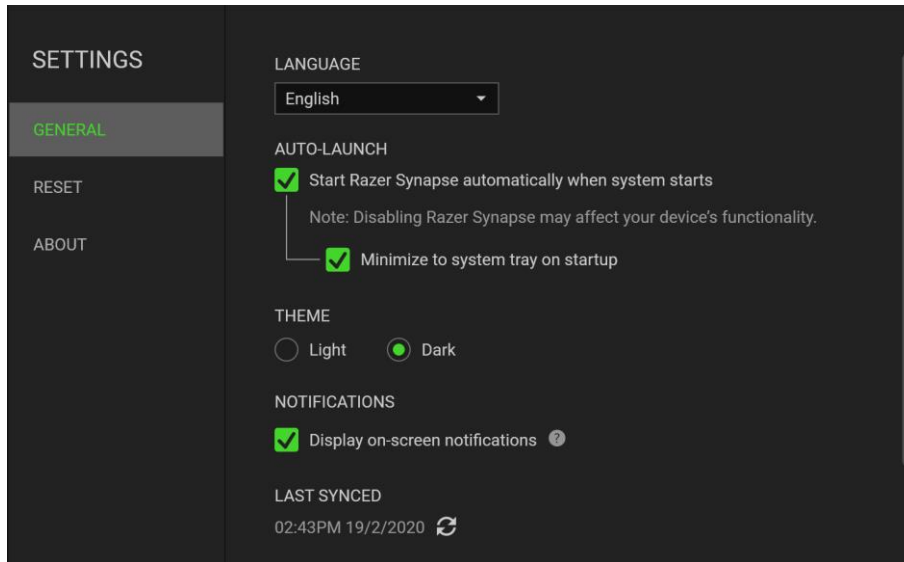 SETTINGS
GENERAL
RESET
ABOUT
LANGUAGE
English
AUTO-LAUNCH
Start Razer Synapse automatically when system starts
Note: Disabling Razer Synapse may affect your device's functionality.
Minimize to system tray on startup
THEME
Light
Dark
NOTIFICATIONS
Display on-screen notifications ?
LAST SYNCED
02:43PM 19/2/2020